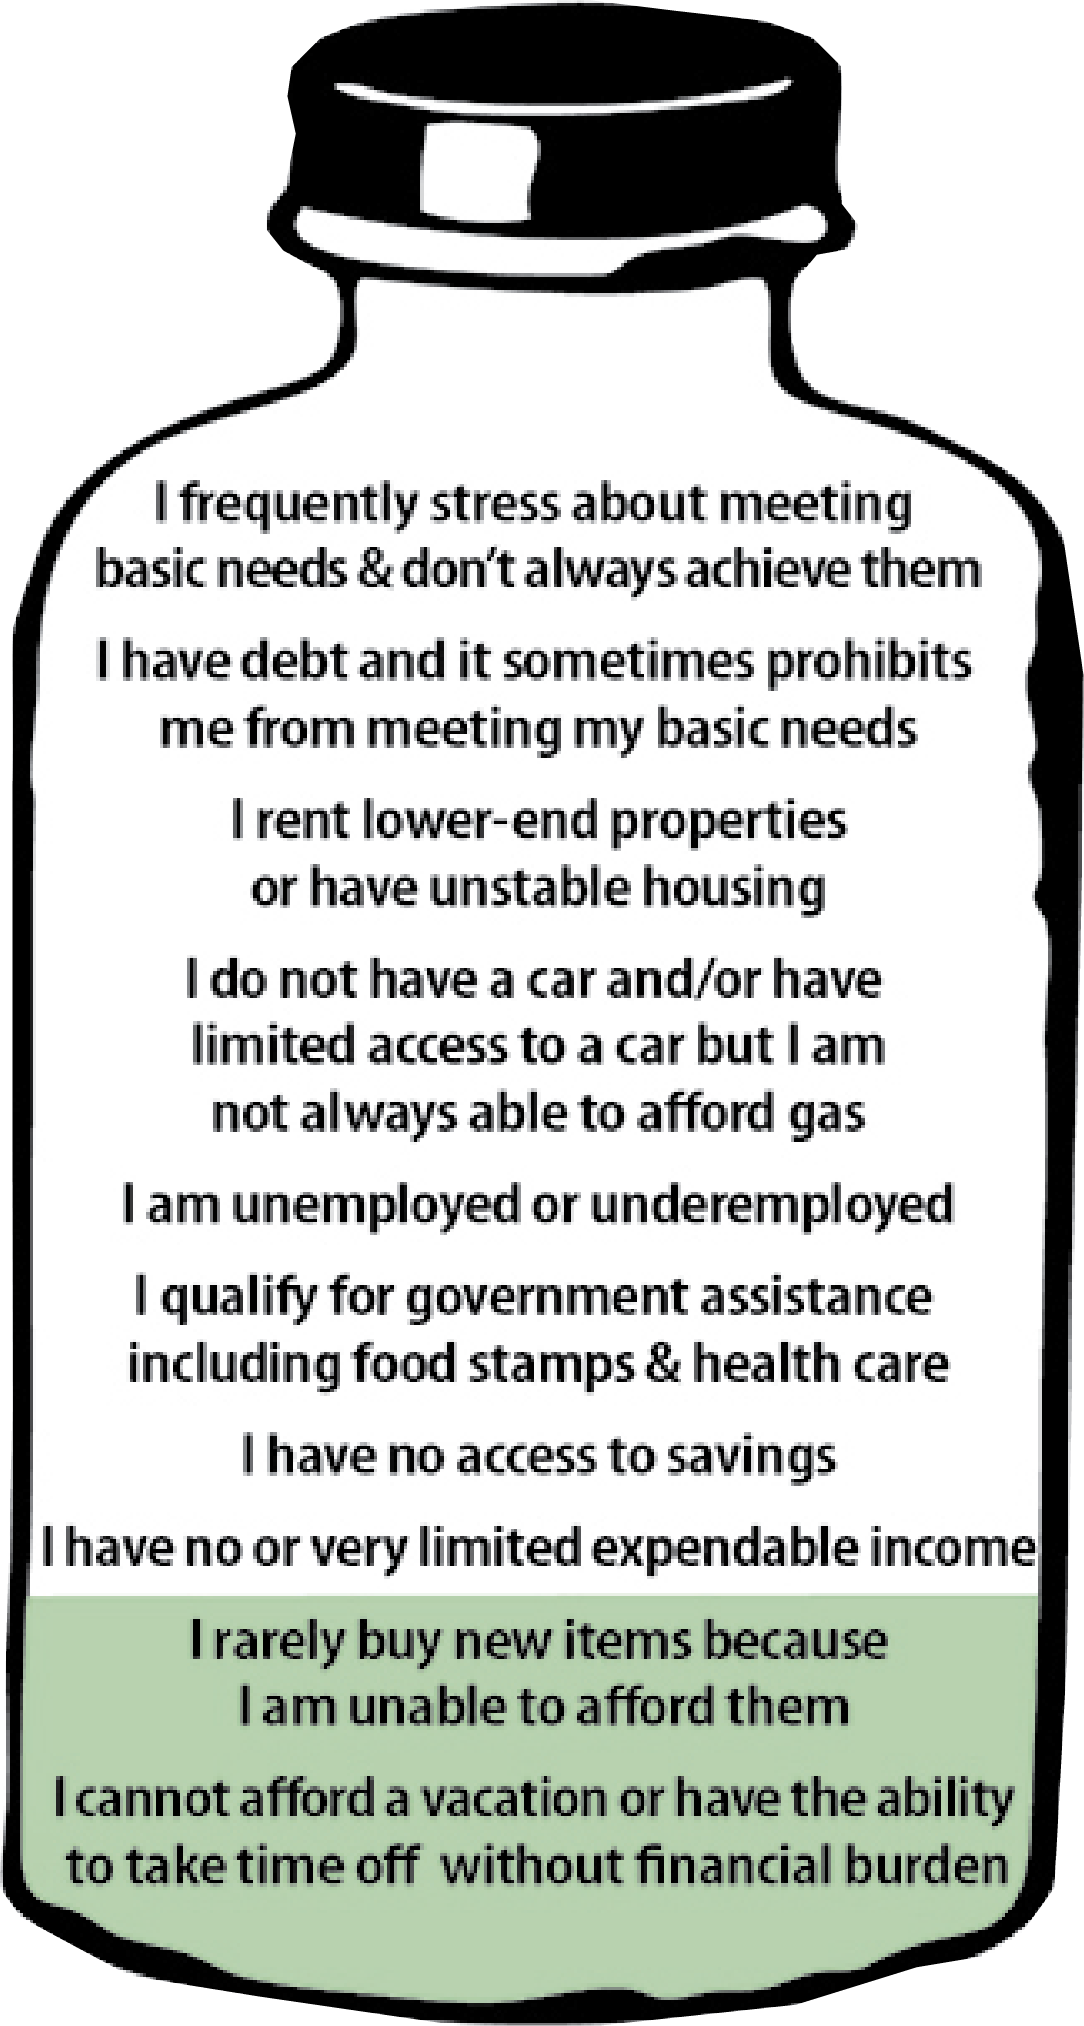 I frequently stress about meeting
basic needs & don't always achieve them
I have debt and it sometimes prohibits
me from meeting my basic needs
I rent lower-end properties
or have unstable housing
I do not have a car and/or have
limited access to a car but I am
not always able to afford gas
I am unemployed or underemployed
I qualify for government assistance
including food stamps & health care
I have no access to savings
I have no or very limited expendable income
I rarely buy new items because
I am unable to afford them
I cannot afford a vacation or have the ability
to take time off without financial burden